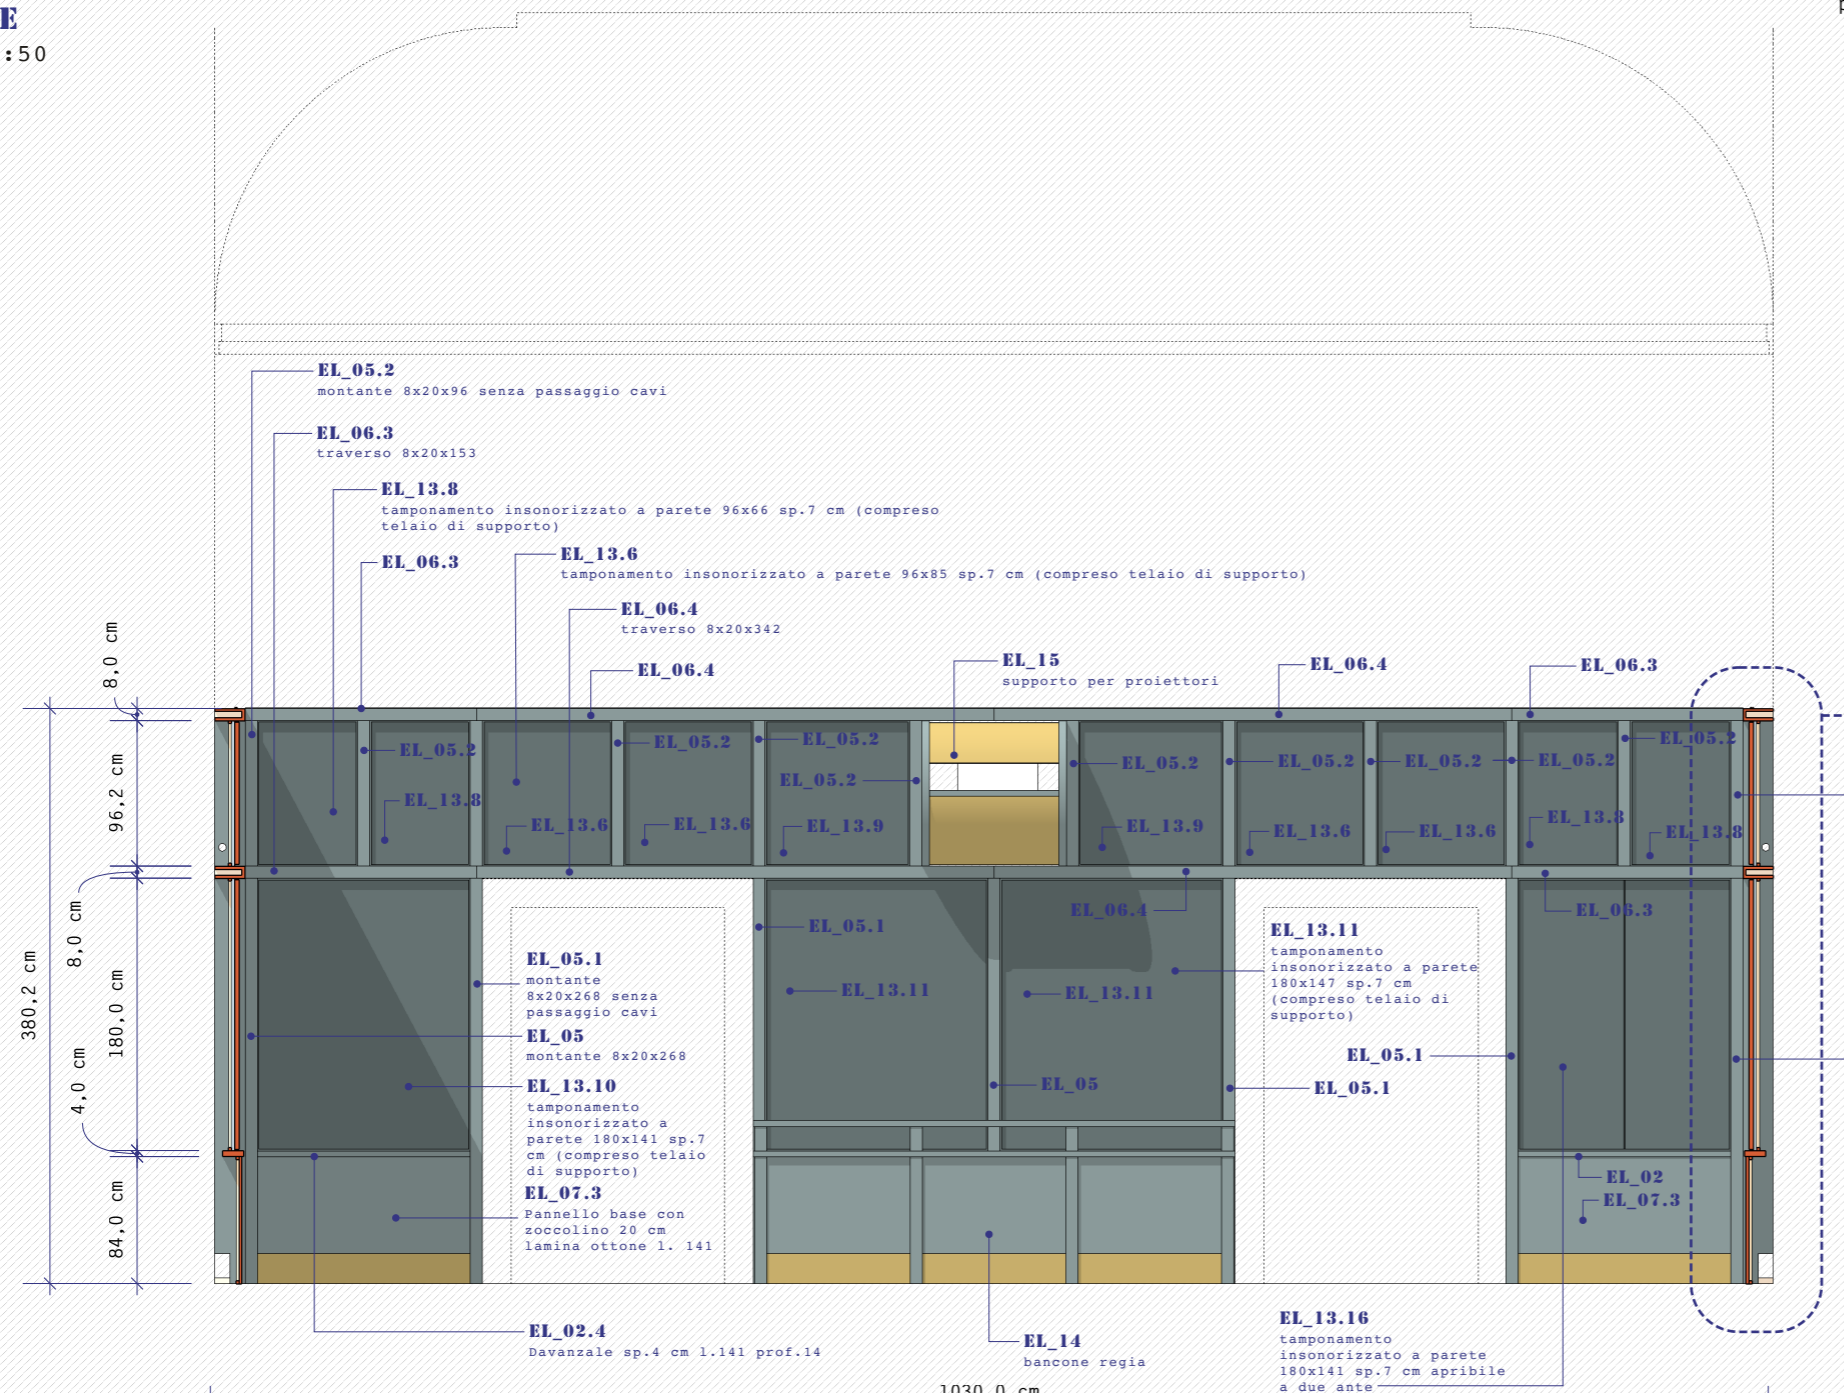 E
:50
EL_05.2
montante 8x20x96 senza passaggio cavi
EL_06.3
traverso 8x20x153
EL_13.8
tamponamento insonorizzato a parete 96x66 sp.7 cm (compreso
telaio di supporto)
EL_06.3
EL_13.6
tamponamento insonorizzato a parete 96x85 sp.7 cm (compreso telaio di supporto)
EL_06.4
traverso 8x20x342
EL_06.4
EL_15
supporto per proiettori
EL_06.4
EL_06.3
8,0 cm
96,2 cm
8,0 cm
380,2 cm
180,0 cm
4,0 cm
84,0 cm
EL_05.2
EL_05.2
EL_05.2
EL_05.2
EL_05.2
EL_05.2
EL_05.2
EL_05.2
EL_05.2
EL_13.8
EL_13.6
EL_13.6
EL_13.9
EL_13.9
EL_13.6
EL_13.6
EL_13.8
EL_13.8
EL_06.4
EL_06.3
EL_05.1
EL_13.11
EL_13.11
EL_05
EL_05.1
montante
8x20x268 senza
passaggio cavi
EL_05
montante 8x20x268
EL_13.10
tamponamento
insonorizzato a
parete 180x141 sp.7
cm (compreso telaio
di supporto)
EL_07.3
Pannello base con
zoccolino 20 cm
lamina ottone l. 141
EL_13.11
tamponamento
insonorizzato a parete
180x147 sp.7 cm
(compreso telaio di
supporto)
EL_05.1
EL_05.1
EL_02
EL_07.3
EL_02.4
Davanzale sp.4 cm l.141 prof.14
EL_14
bancone regia
EL_13.16
tamponamento
insonorizzato a parete
180x141 sp.7 cm apribile
a due ante
1030,0 cm